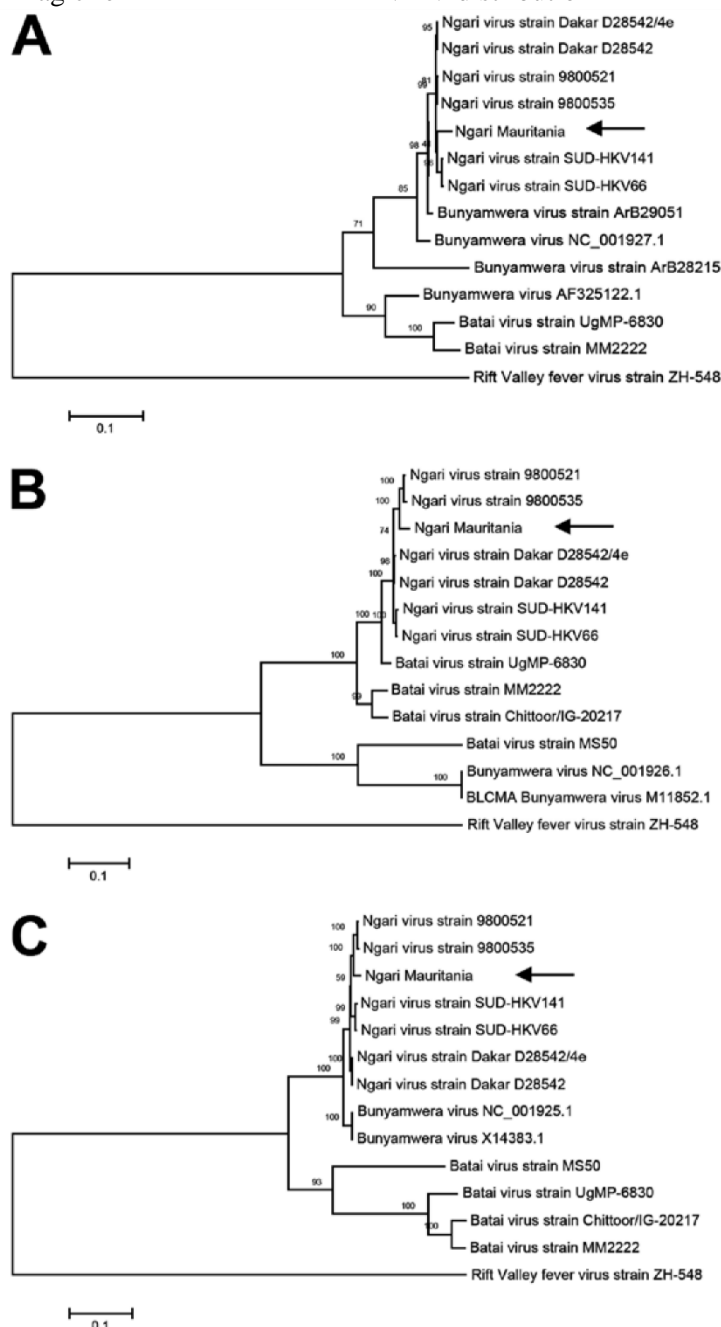 A
Ngari virus strain Dakar D28542/4e
95
Ngari virus strain Dakar D28542
Ngari virus strain 9800521
81
99
Ngari virus strain 9800535
Ngari Mauritania
98
Ngari virus strain SUD-HKV141
Ngari virus strain SUD-HKV66
85
Bunyamwera virus strain ArB29051
71
Bunyamwera virus NC_001927.1
Bunyamwera virus strain ArB28215
Bunyamwera virus AF325122.1
90
Batai virus strain UgMP-6830
100
Batai virus strain MM2222
Rift Valley fever virus strain ZH-548
0.1
B
Ngari virus strain 9800521
100
Ngari virus strain 9800535
100
Ngari Mauritania
74
Ngari virus strain Dakar D28542/4e
96
100
Ngari virus strain Dakar D28542
Ngari virus strain SUD-HKV141
100 100
Ngari virus strain SUD-HKV66
100
Batai virus strain UgMP-6830
Batai virus strain MM2222
99
Batai virus strain Chittoor/IG-20217
Batai virus strain MS50
100
Bunyamwera virus NC_001926.1
100
BLCMA Bunyamwera virus M11852.1
Rift Valley fever virus strain ZH-548
0.1
C
Ngari virus strain 9800521
100
Ngari virus strain 9800535
100
Ngari Mauritania
59
Ngari virus strain SUD-HKV141
99
99
Ngari virus strain SUD-HKV66
Ngari virus strain Dakar D28542/4e
100
100
Ngari virus strain Dakar D28542
Bunyamwera virus NC_001925.1
100
Bunyamwera virus X14383.1
Batai virus strain MS50
93
Batai virus strain UgMP-6830
100
Batai virus strain Chittoor/IG-20217
100
Batai virus strain MM2222
Rift Valley fever virus strain ZH-548
0.1